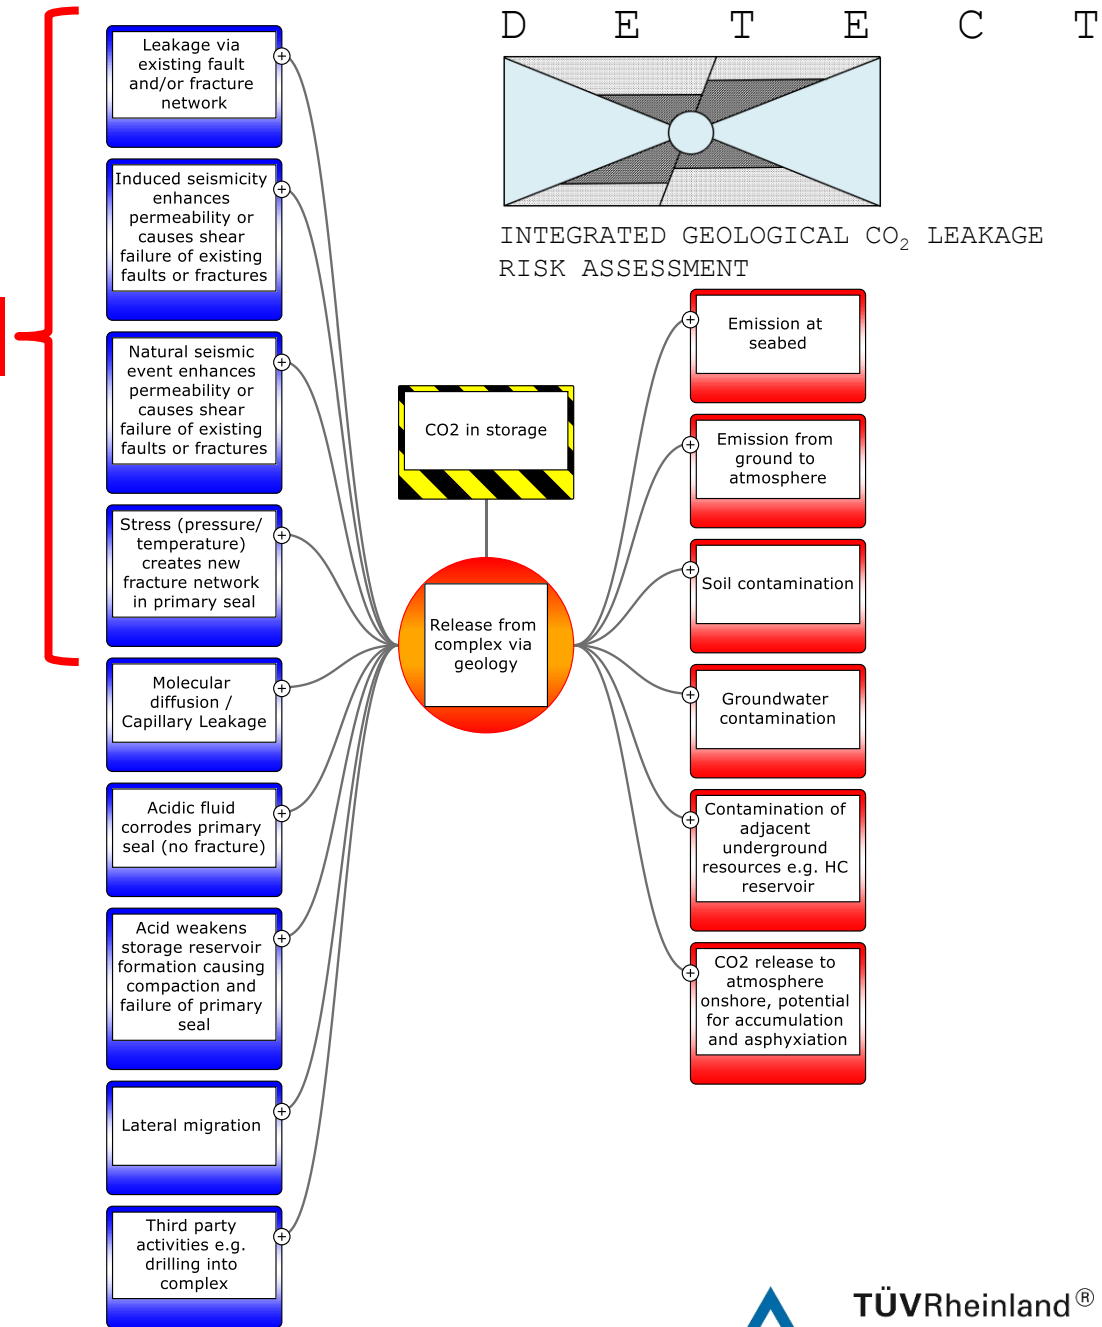 D E T E C T
INTEGRATED GEOLOGICAL CO₂ LEAKAGE
RISK ASSESSMENT
Leakage via
existing fault
and/or fracture
network
Induced seismicity
enhances
permeability or
causes shear
failure of existing
faults or fractures
Natural seismic
event enhances
permeability or
causes shear
failure of existing
faults or fractures
Stress (pressure/
temperature)
creates new
fracture network
in primary seal
Molecular
diffusion /
Capillary Leakage
Acidic fluid
corrodes primary
seal (no fracture)
Acid weakens
storage reservoir
formation causing
compaction and
failure of primary
seal
Lateral migration
Third party
activities e.g.
drilling into
complex
CO2 in storage
Release from
complex via
geology
Emission at
seabed
Emission from
ground to
atmosphere
Soil contamination
Groundwater
contamination
Contamination of
adjacent
underground
resources e.g. HC
reservoir
CO2 release to
atmosphere
onshore, potential
for accumulation
and asphyxiation
TÜVRheinland®